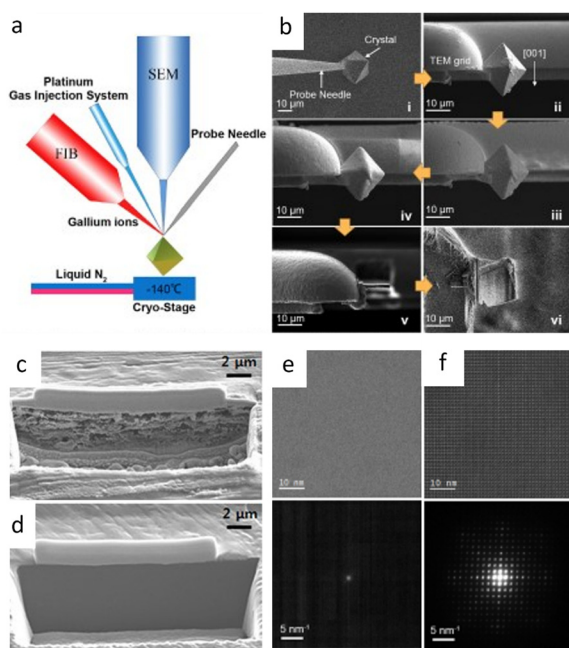 a
SEM
Platinum
Gas Injection System
Probe Needle
FIB
Gallium ions
Liquid N2
-140℃
Cryo-Stage
b
Crystal
Probe Needle
10 μm
i
TEM grid
[001]
10 μm
ii
10 μm
iv
10 μm
iii
10 μm
v
10 μm
vi
c
2 μm
d
2 μm
e
10 nm
5 nm-1
f
10 nm
5 nm-1